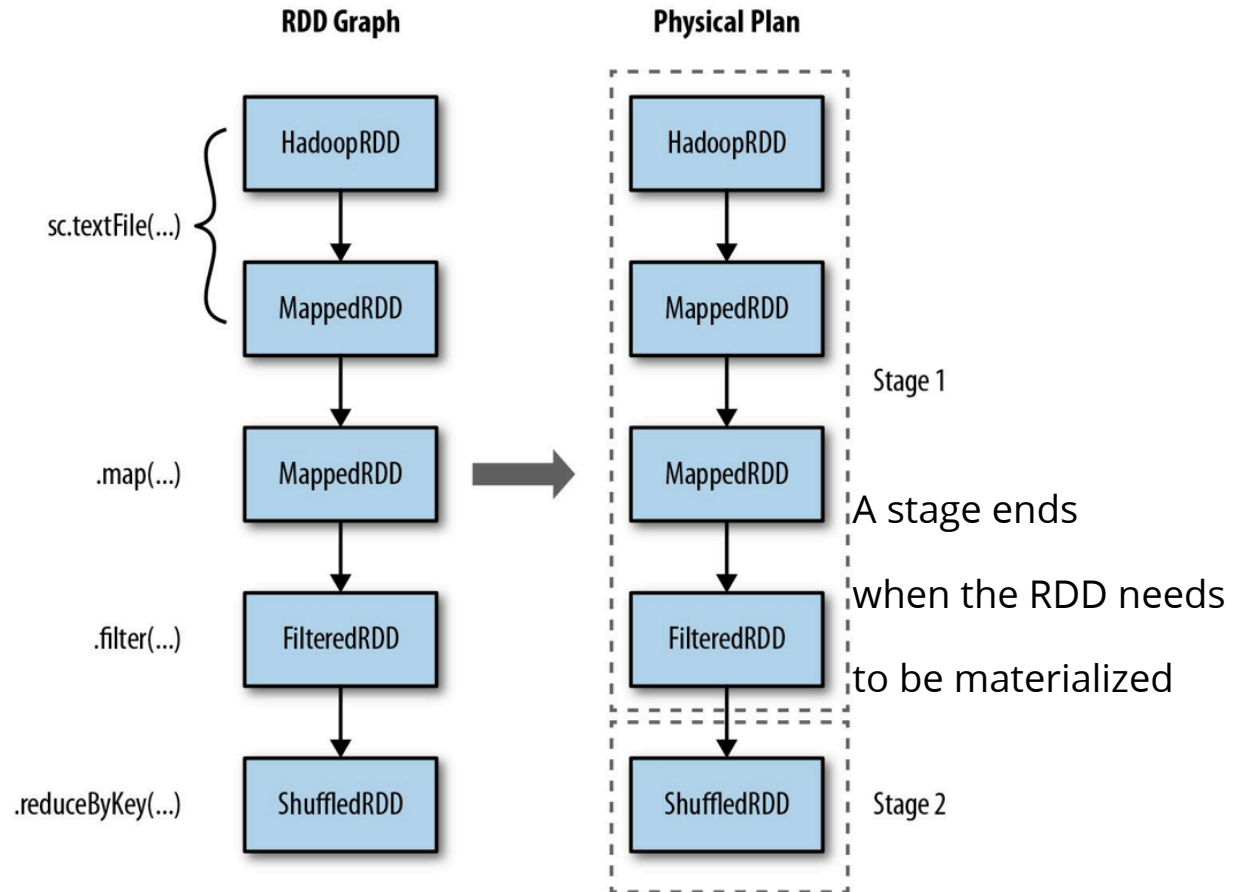 RDD Graph
Physical Plan
HadoopRDD
HadoopRDD
sc.textFile(...)
MappedRDD
MappedRDD
Stage 1
.map(...)
MappedRDD
MappedRDD
A stage ends
when the RDD needs
to be materialized
.filter(...)
FilteredRDD
FilteredRDD
.reduceByKey(...)
ShuffledRDD
ShuffledRDD
Stage 2